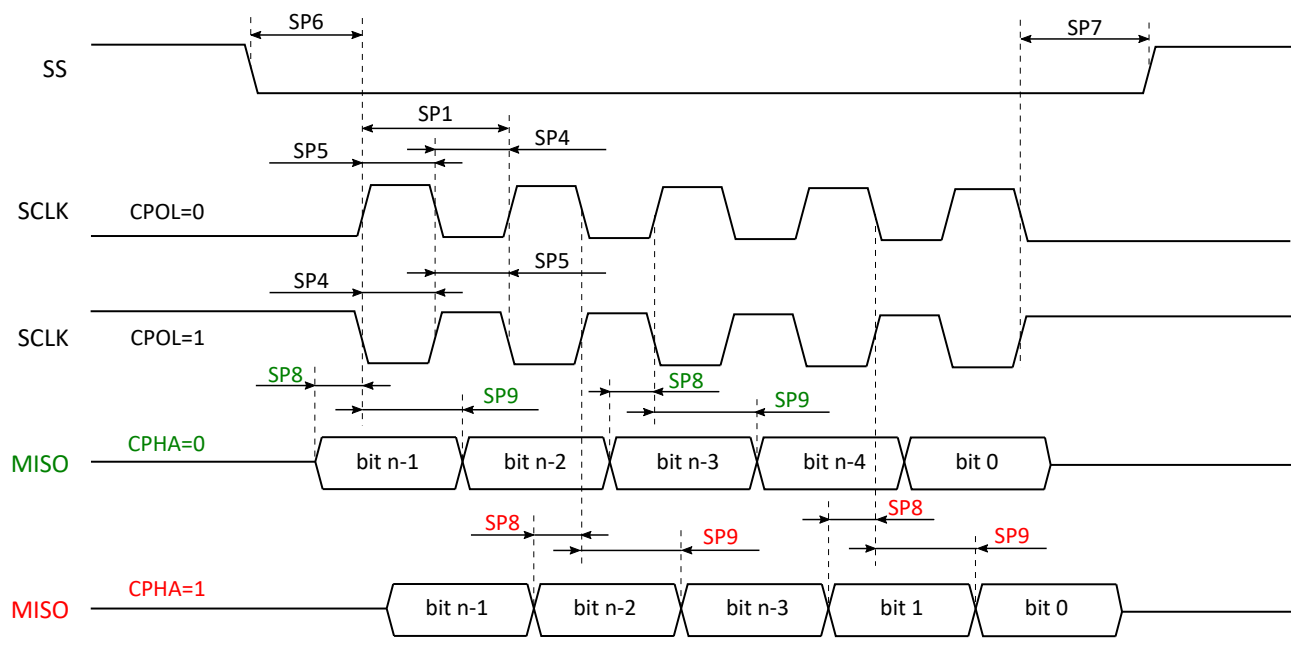 SP6
SP7
SS
SP1
SP4
SP5
SCLK CPOL=0
SP5
SP4
SCLK CPOL=1
SP8 SP8
SP9 SP9
CPHA=0
MISO bit n-1 bit n-2 bit n-3 bit n-4 bit 0
SP8 SP8
SP9 SP9
CPHA=1
MISO bit n-1 bit n-2 bit n-3 bit 1 bit 0